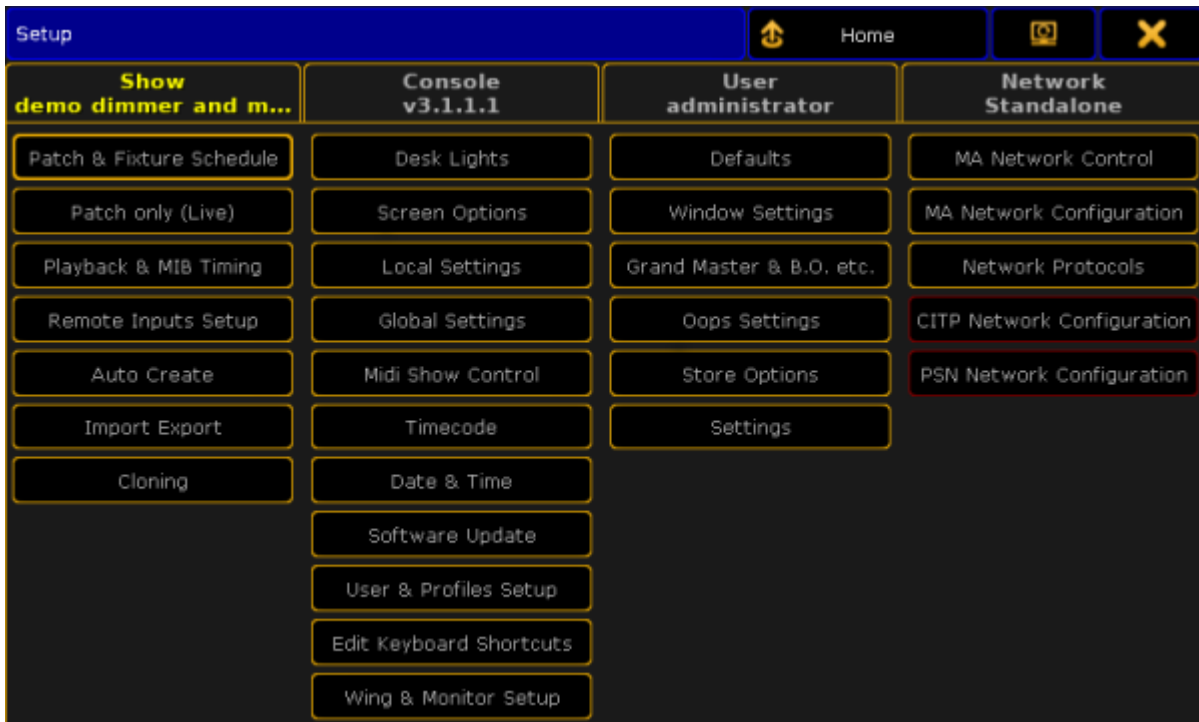 Setup
Home
Show
demo dimmer and m...
Console
v3.1.1.1
User
administrator
Network
Standalone
Patch & Fixture Schedule
Patch only (Live)
Playback & MIB Timing
Remote Inputs Setup
Auto Create
Import Export
Cloning
Desk Lights
Screen Options
Local Settings
Global Settings
Midi Show Control
Timecode
Date & Time
Software Update
User & Profiles Setup
Edit Keyboard Shortcuts
Wing & Monitor Setup
Defaults
Window Settings
Grand Master & B.O. etc.
Oops Settings
Store Options
Settings
MA Network Control
MA Network Configuration
Network Protocols
CITP Network Configuration
PSN Network Configuration